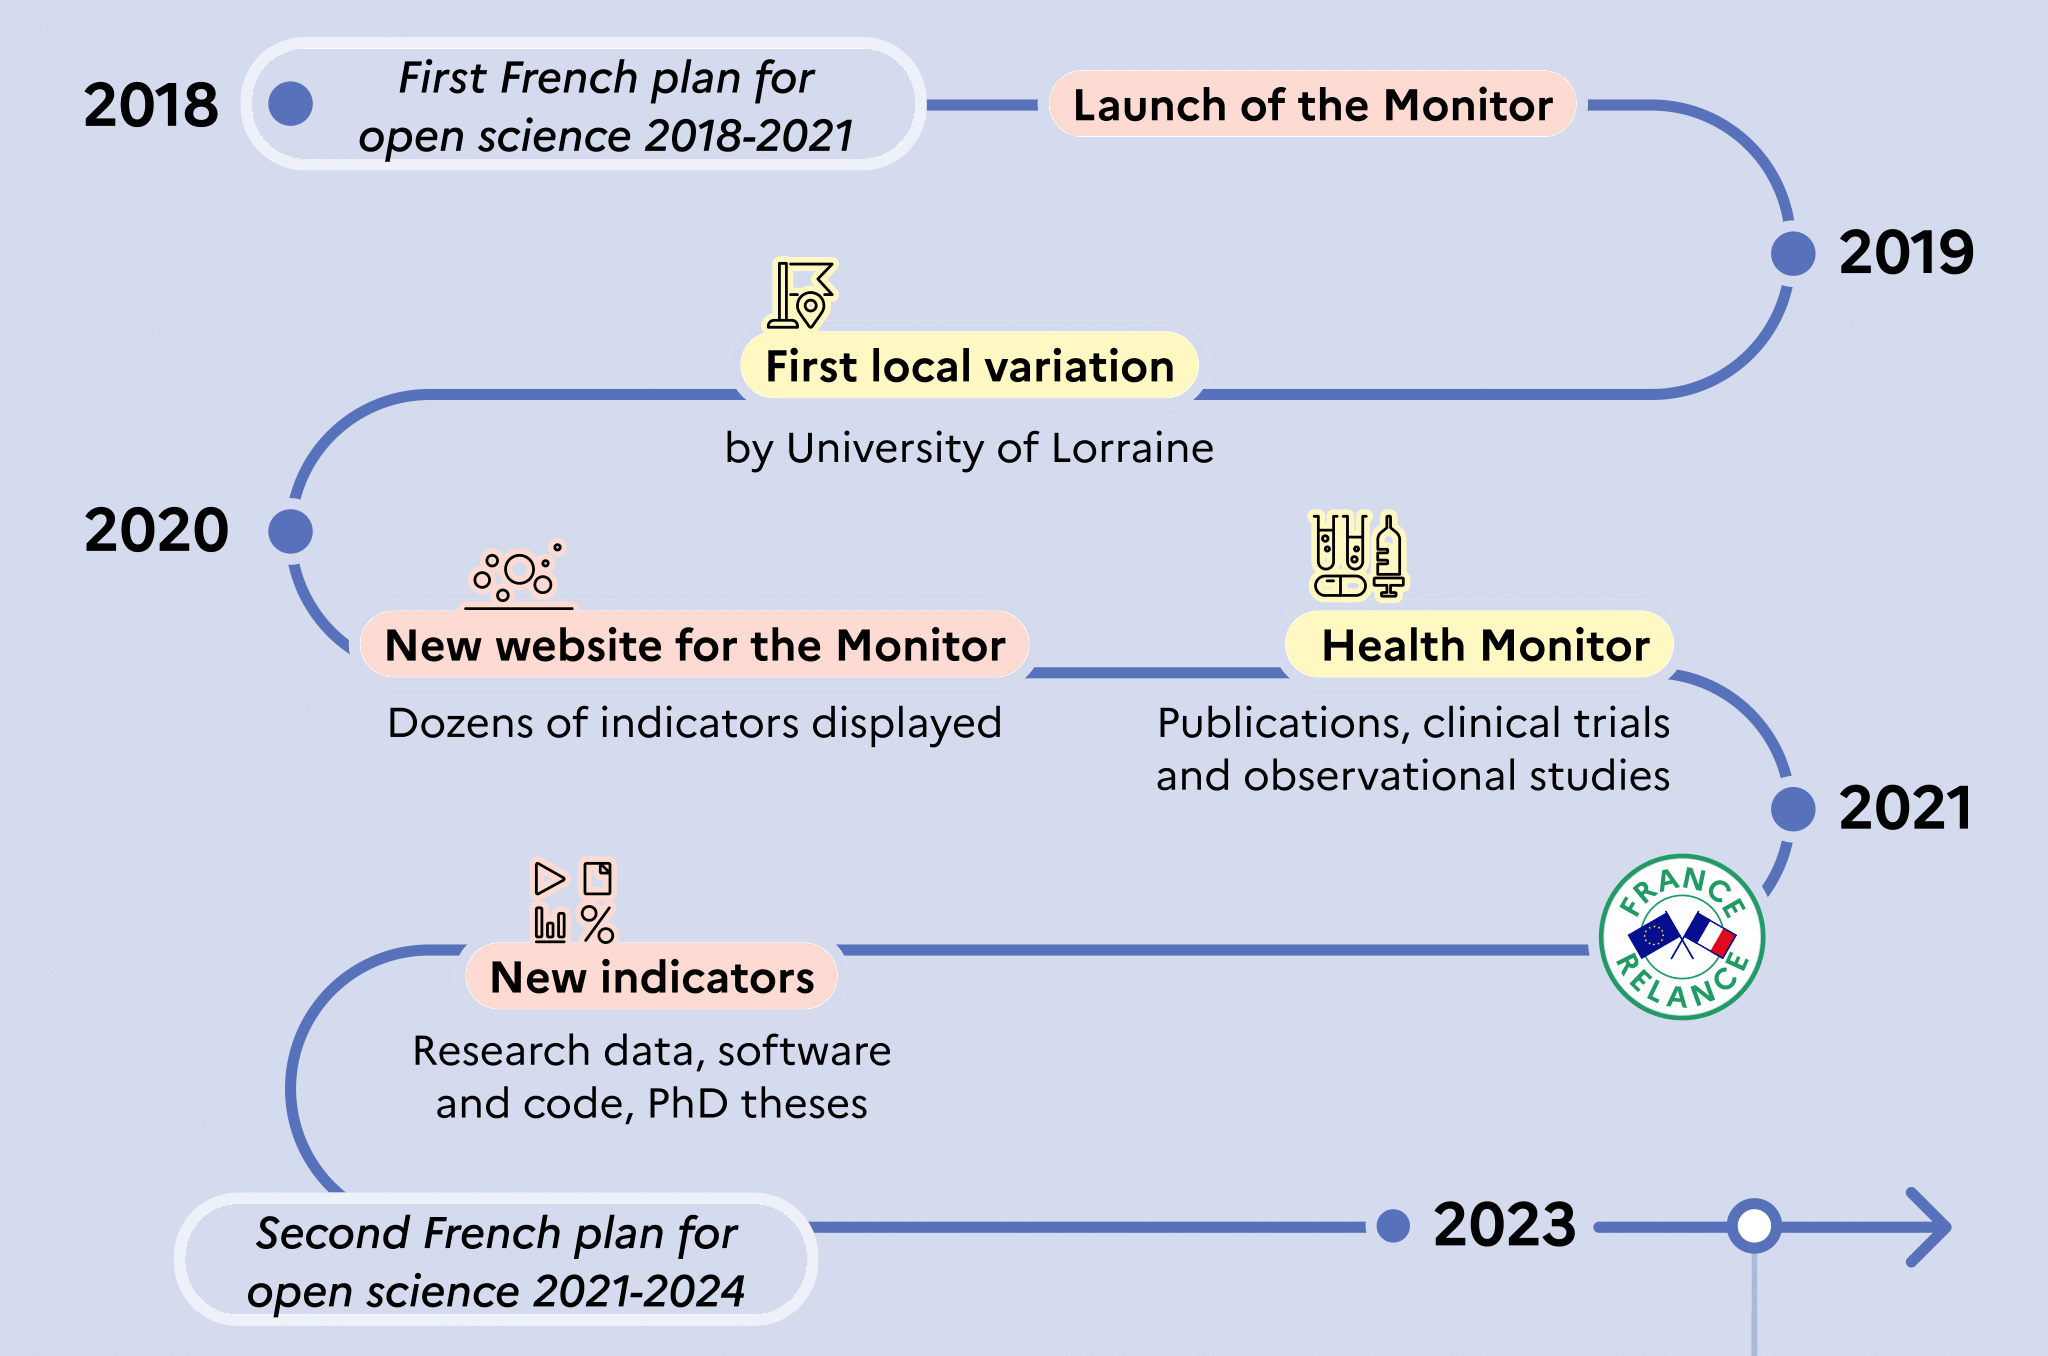 2018
First French plan for
open science 2018-2021
Launch of the Monitor
2019
First local variation
by University of Lorraine
2020
New website for the Monitor
Dozens of indicators displayed
Health Monitor
Publications, clinical trials
and observational studies
2021
FRANCE
RELANCE
%
New indicators
Research data, software
and code, PhD theses
Second French plan for
open science 2021-2024
2023